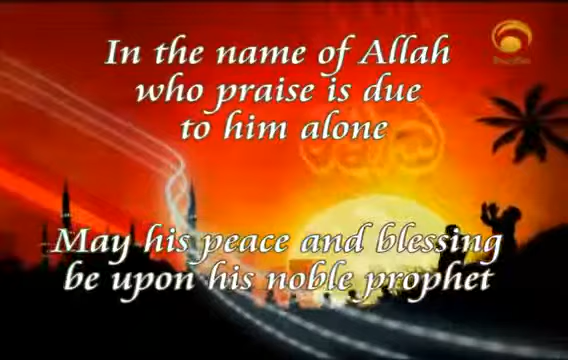 In the name of Allah
who praise is due
to him alone
May his peace and blessing
be upon his noble prophet